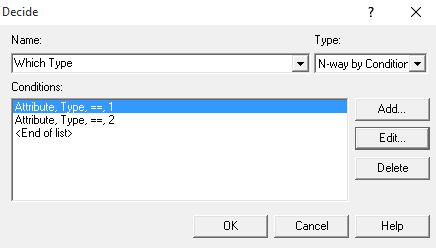 Decide
Name: Type:
Which Type N-way by Condition
Conditions:
Attribute, Type, ==, 1
Attribute, Type, ==, 2
<End of list>
Add...
Edit...
Delete
OK Cancel Help